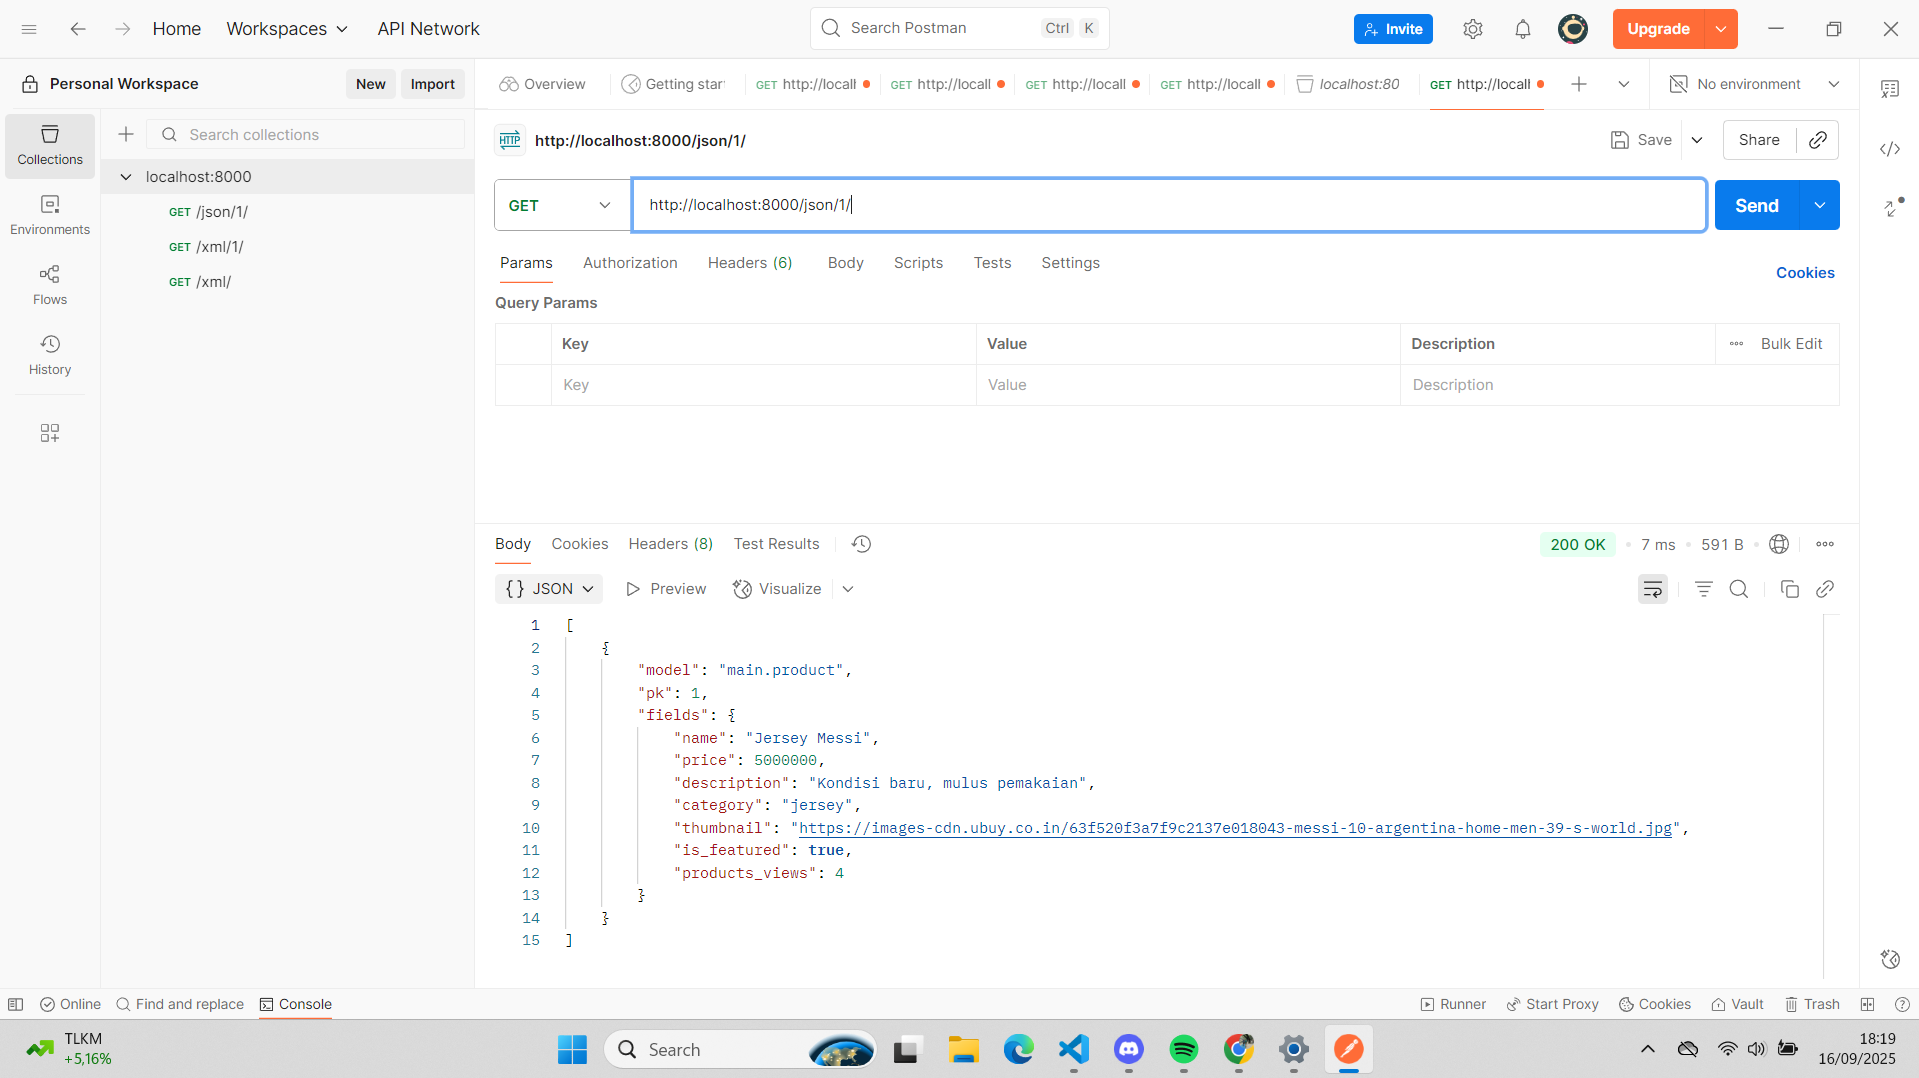 Home Workspaces API Network Search Postman Ctrl K Invite Upgrade
Personal Workspace New Import Overview Getting star GET http://locall GET http://locall GET http://locall GET http://locall localhost:80 GET http://locall No environment
Search collections
HTTP http://localhost:8000/json/1/ Save Share
Collections
localhost:8000
GET /json/1/
GET /xml/1/
GET /xml/
Environments
Flows
History
GET http://localhost:8000/json/1/ Send
Params Authorization Headers (6) Body Scripts Tests Settings Cookies
Query Params
Key Value Description Bulk Edit
Key Value Description
Body Cookies Headers (8) Test Results 200 OK 7 ms 591 B
{} JSON Preview Visualize
1 [
2 {
3 "model": "main.product",
4 "pk": 1,
5 "fields": {
6 "name": "Jersey Messi",
7 "price": 5000000,
8 "description": "Kondisi baru, mulus pemakaian",
9 "category": "jersey",
10 "thumbnail": "https://images-cdn.ubuy.co.in/63f520f3a7f9c2137e018043-messi-10-argentina-home-men-39-s-world.jpg",
11 "is_featured": true,
12 "products_views": 4
13 }
14 }
15 ]
Online Find and replace Console Runner Start Proxy Cookies Vault Trash
TLKM
+5,16%
Search
18:19
16/09/2025